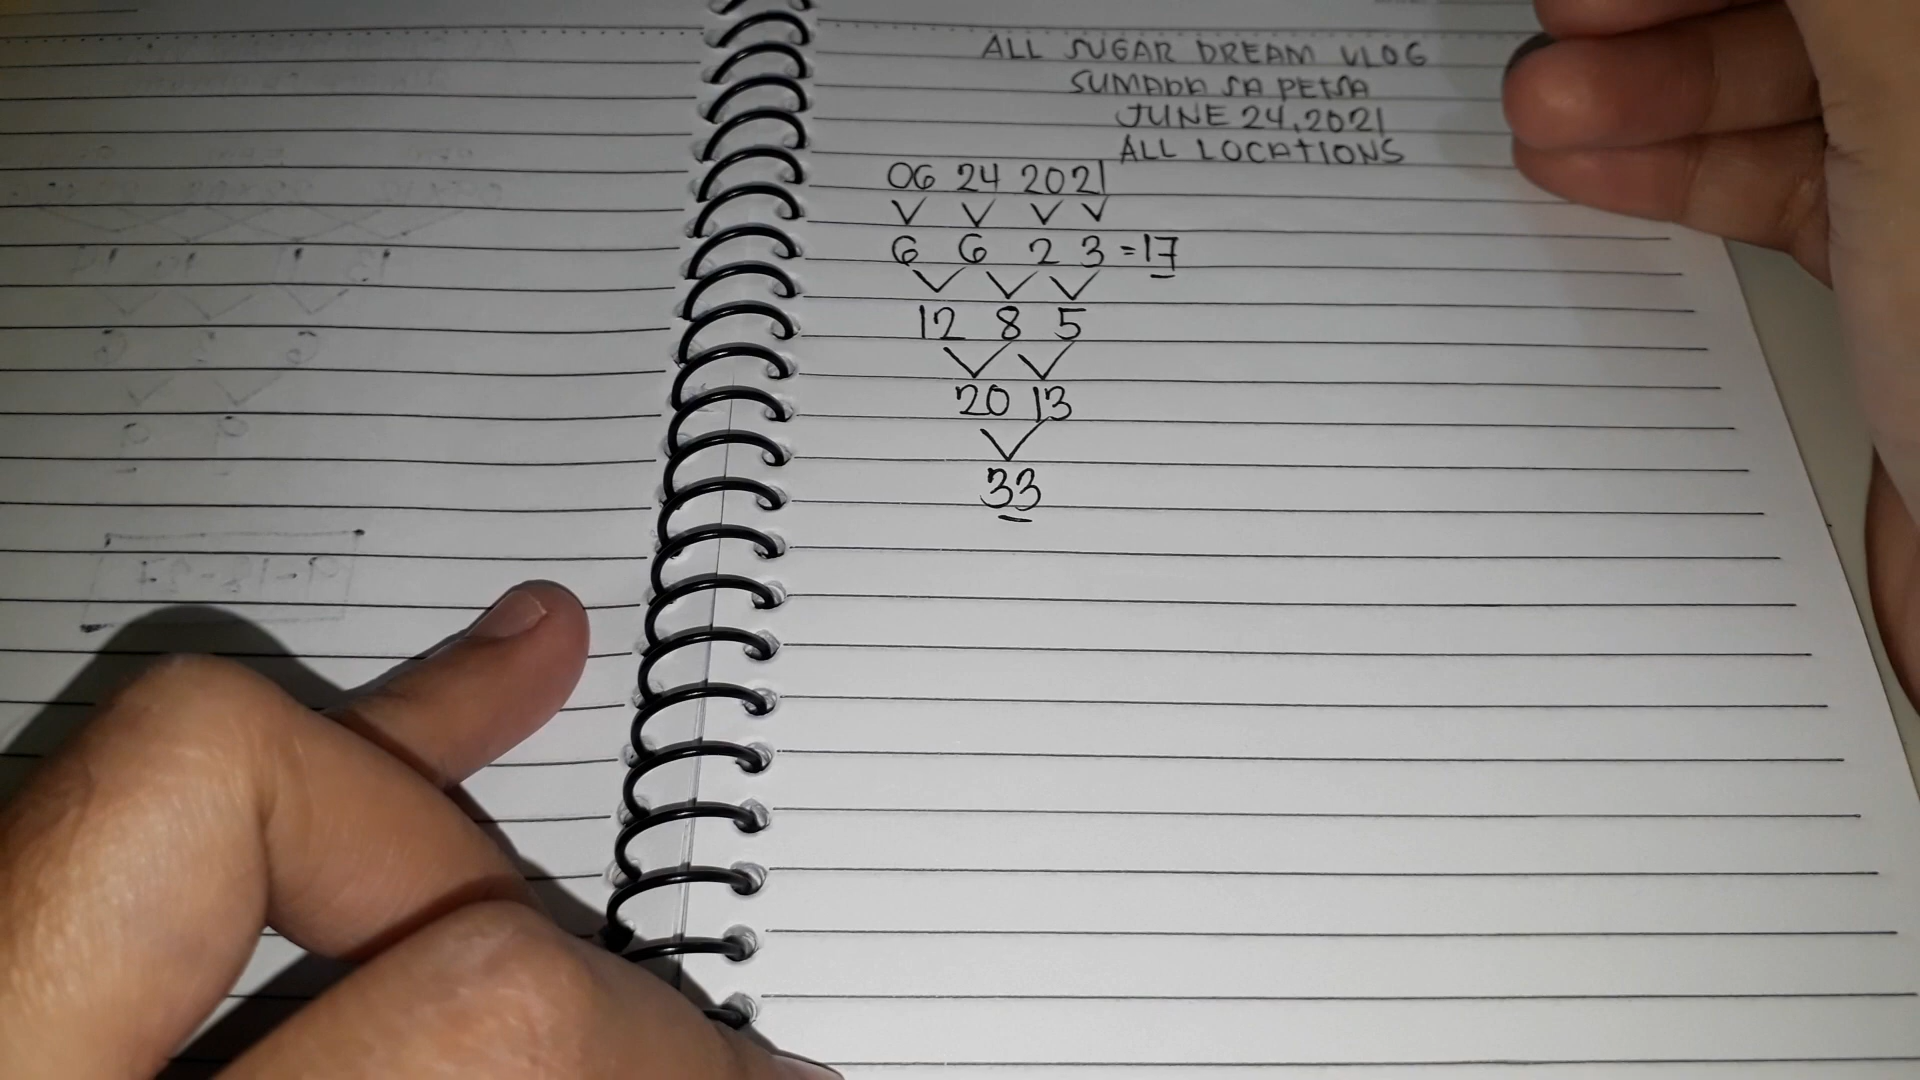 ALL SUGAR DREAM VLOG
SUMADA SA PETSA
JUNE 24, 2021
ALL LOCATIONS
06 24 2021
6 6 2 3 = 17
12 8 5
20 13
33